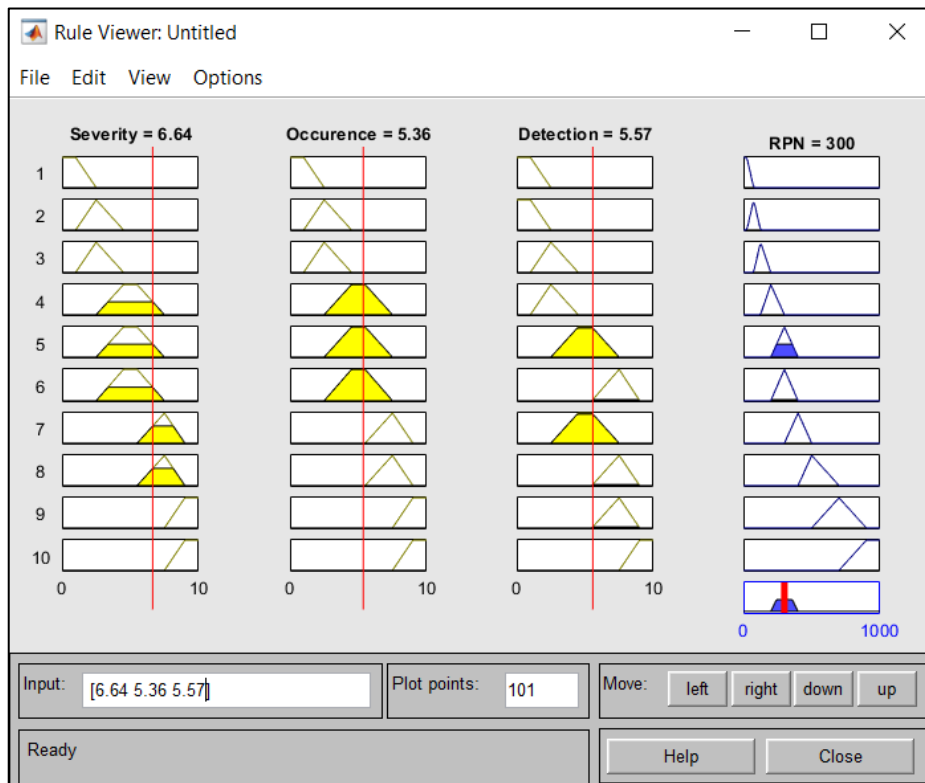 Rule Viewer: Untitled
File Edit View Options
Severity = 6.64 Occurence = 5.36 Detection = 5.57 RPN = 300
1
2
3
4
5
6
7
8
9
10
0 10 0 10 0 10
0 1000
Input: [6.64 5.36 5.57] Plot points: 101 Move: left right down up
Ready Help Close